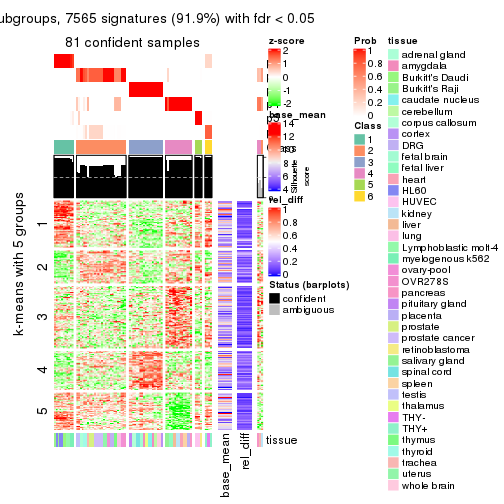 ubgroups, 7565 signatures (91.9%) with fdr < 0.05
81 confident samples
z-score
2
1
0
-1
-2
base_mean
14
12
10
8
6
4
rel_diff
1
0.8
0.6
0.4
0.2
0
Status (barplots)
confident
ambiguous
Silhouette
score
Prob
1
0.8
0.6
0.4
0.2
0
Class
1
2
3
4
5
6
tissue
adrenal gland
amygdala
Burkitt's Daudi
Burkitt's Raji
caudate nucleus
cerebellum
corpus callosum
cortex
DRG
fetal brain
fetal liver
heart
HL60
HUVEC
kidney
liver
lung
Lymphoblastic molt-4
myelogenous k562
ovary-pool
OVR278S
pancreas
pituitary gland
placenta
prostate
prostate cancer
retinoblastoma
salivary gland
spinal cord
spleen
testis
thalamus
THY-
THY+
thymus
thyroid
trachea
uterus
whole brain
k-means with 5 groups
1
2
3
4
5
tissue
base_mean
rel_diff